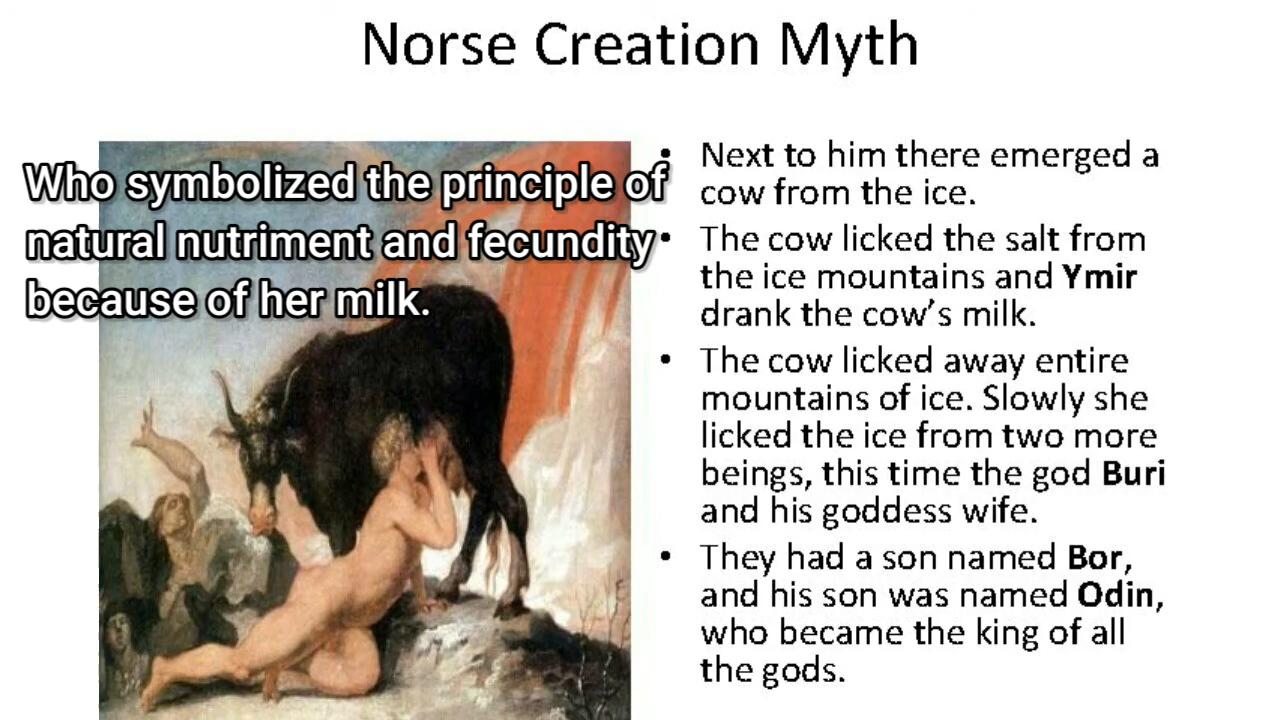 Norse Creation Myth
Who symbolized the principle of
natural nutriment and fecundity
because of her milk.
• Next to him there emerged a
cow from the ice.
• The cow licked the salt from
the ice mountains and Ymir
drank the cow's milk.
• The cow licked away entire
mountains of ice. Slowly she
licked the ice from two more
beings, this time the god Buri
and his goddess wife.
• They had a son named Bor,
and his son was named Odin,
who became the king of all
the gods.